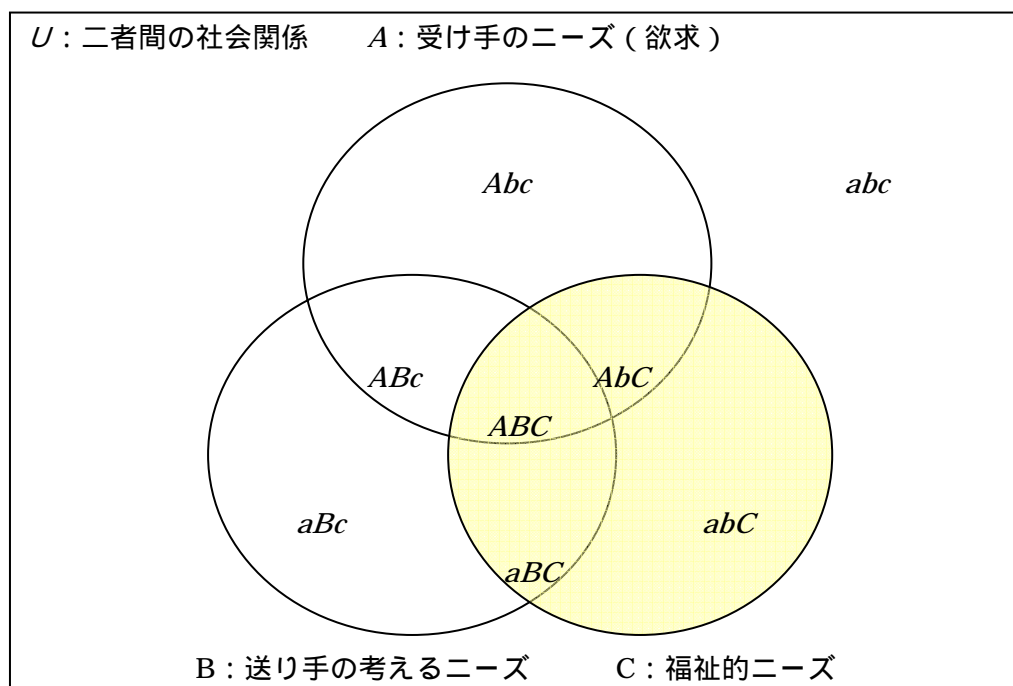 U：二者間の社会関係　A：受け手のニーズ（欲求）
Abc
abc
ABc
AbC
ABC
aBc
abC
aBC
B：送り手の考えるニーズ　C：福祉的ニーズ